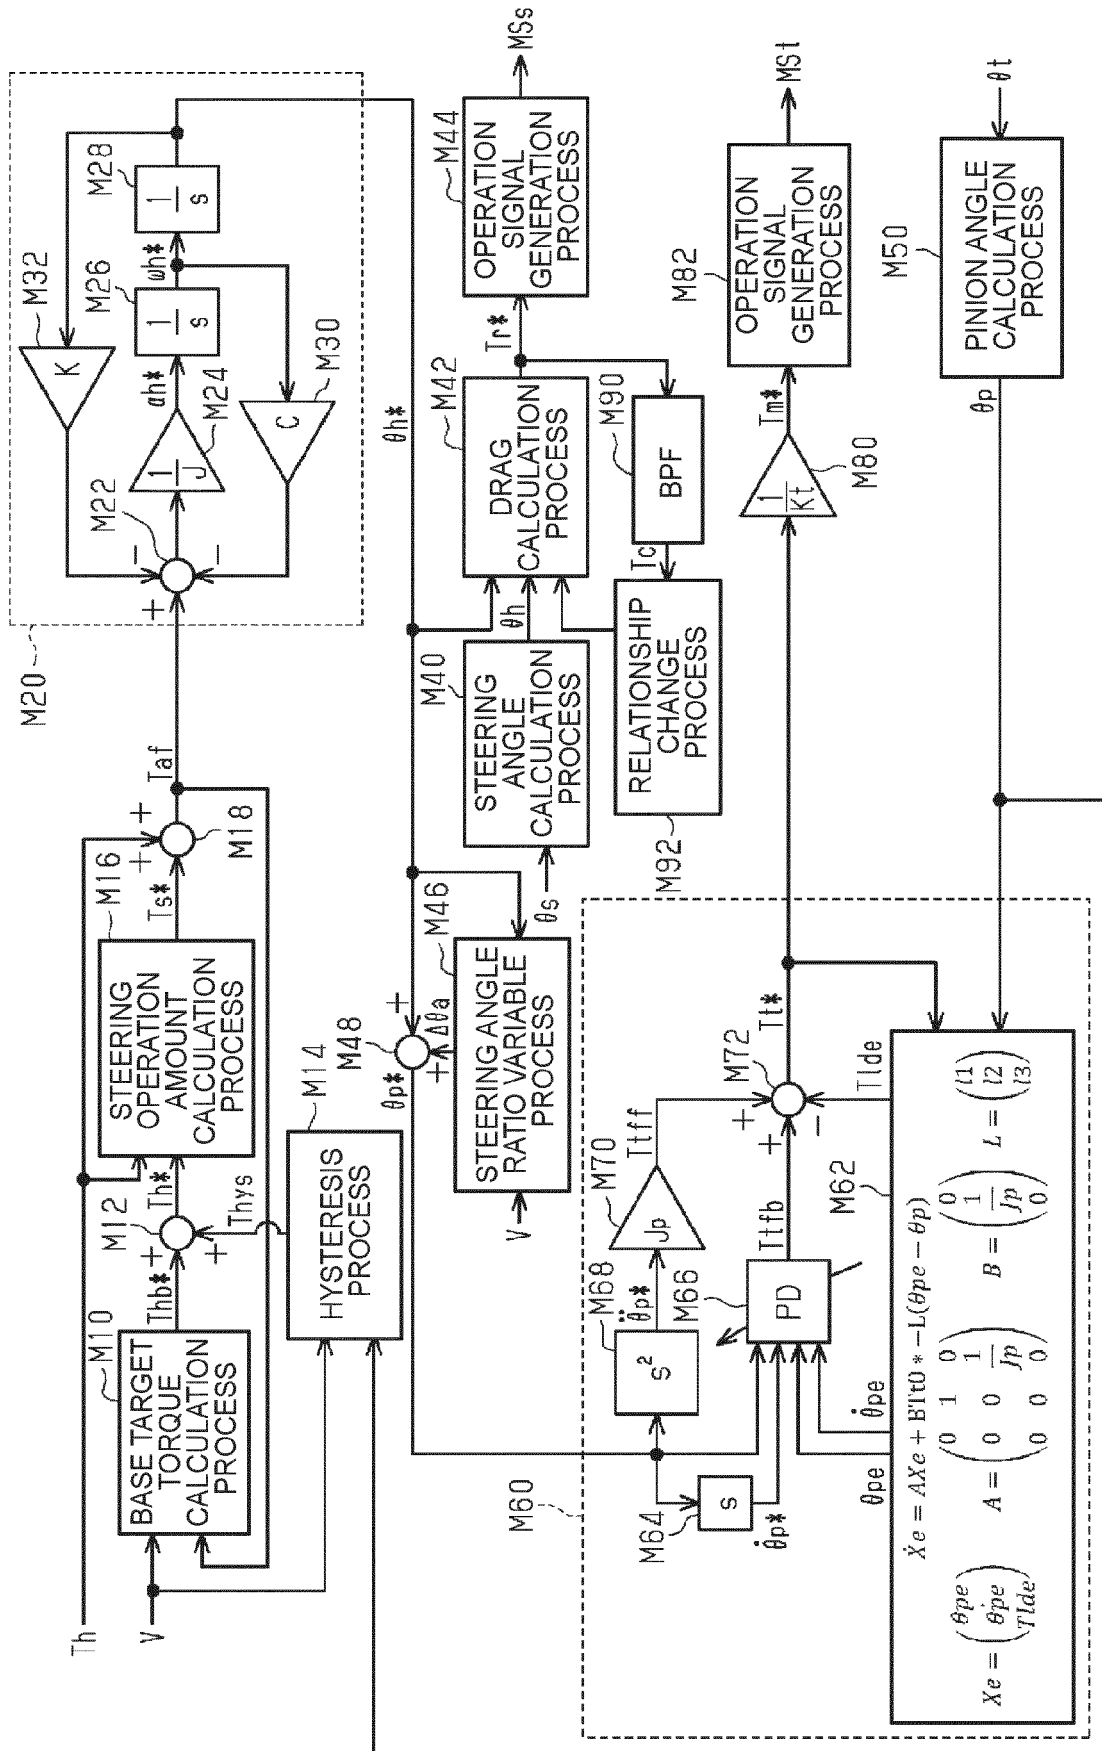 Th
V
M10
BASE TARGET
TORQUE
CALCULATION
PROCESS
Thb*
M12
+
+
Th*
Thys
M14
HYSTERESIS
PROCESS
M16
STEERING
OPERATION
AMOUNT
CALCULATION
PROCESS
Ts*
M18
+
+
Taf
M20
M22
+
−
−
M24
1
J
αh*
M26
1
s
ωh*
M28
1
s
M30
C
M32
K
θh*
M40
STEERING
ANGLE
CALCULATION
PROCESS
θs
θh
M42
DRAG
CALCULATION
PROCESS
Tr*
M44
OPERATION
SIGNAL
GENERATION
PROCESS
MSs
M90
BPF
Tc
M92
RELATIONSHIP
CHANGE
PROCESS
M46
STEERING ANGLE
RATIO VARIABLE
PROCESS
V
Δθa
M48
+
+
θp*
M60
M64
s
θ̇p*
M68
s²
θ̈p*
M70
Jp
Ttff
M66
PD
Ttfb
M72
+
+
−
Tt*
Tlde
θpe
θ̇pe
M62
Ẋe = AXe + BTt0* −L(θpe − θp)
Xe = (θpe θ̇pe Tlde)
A = (0 1 0
0 0 1/Jp
0 0 0)
B = (0 1/Jp 0)
L = (l1 l2 l3)
M80
1
Kt
Tm*
M82
OPERATION
SIGNAL
GENERATION
PROCESS
MSt
M50
PINION ANGLE
CALCULATION
PROCESS
θt
θp